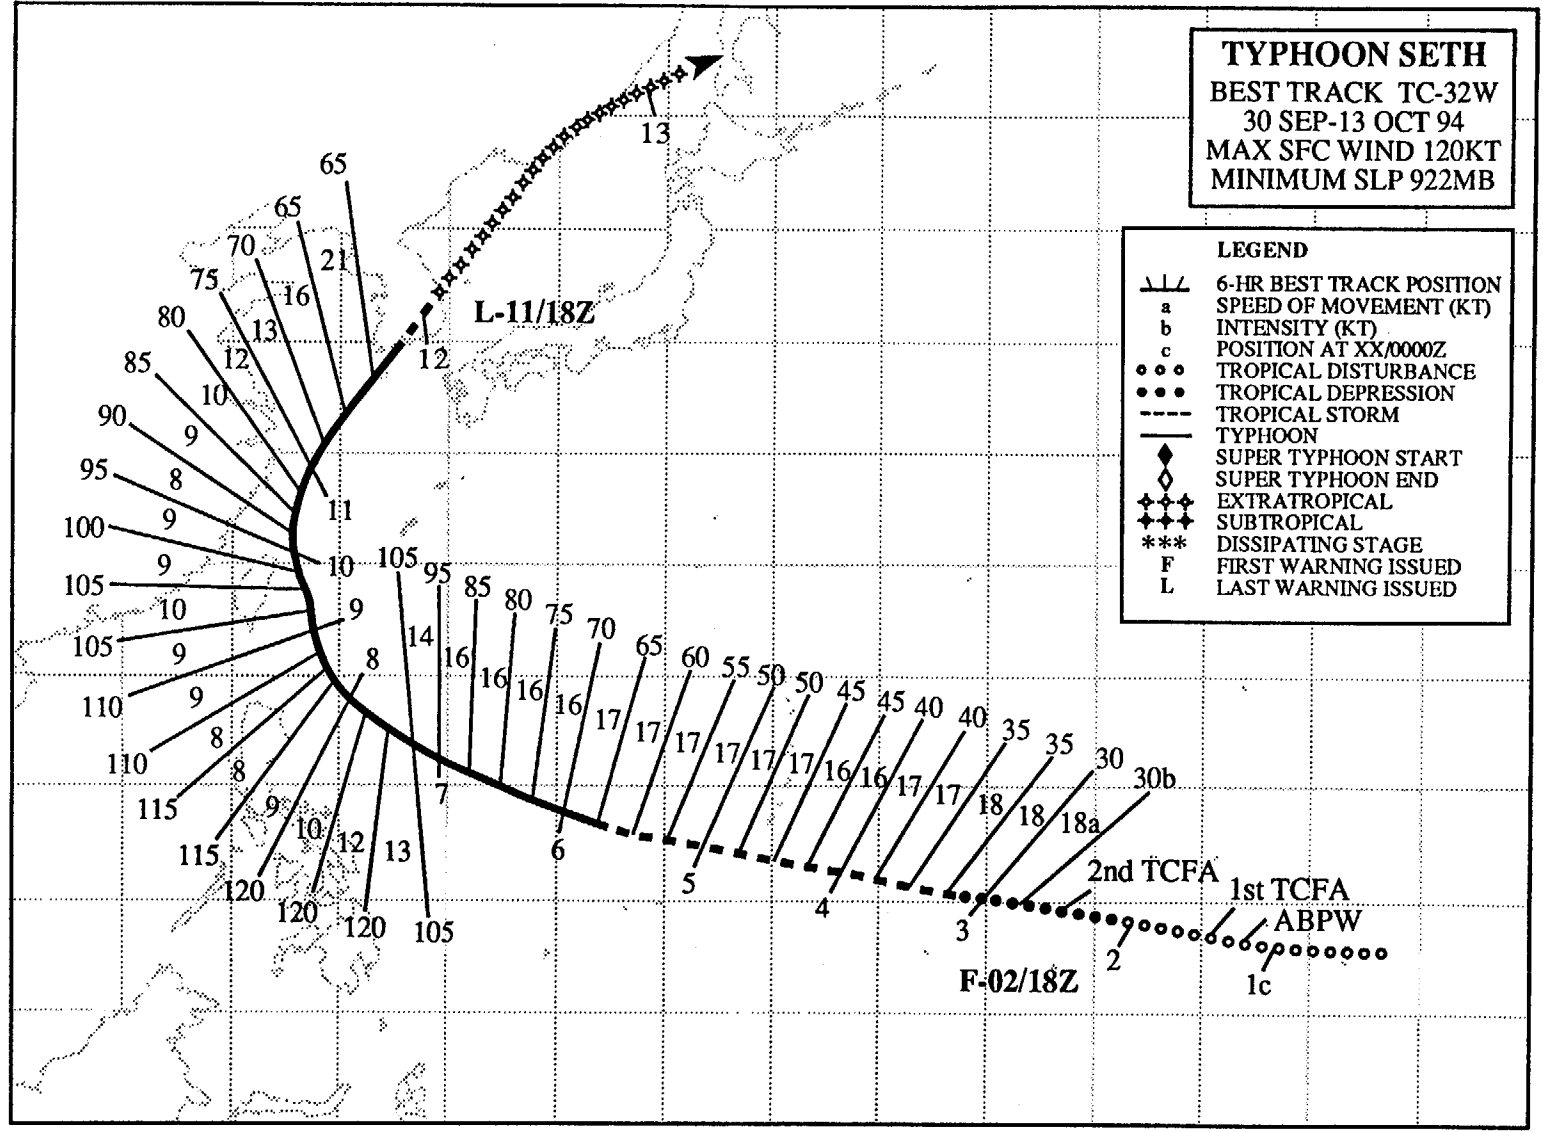 TYPHOON SETH
BEST TRACK TC-32W
30 SEP-13 OCT 94
MAX SFC WIND 120KT
MINIMUM SLP 922MB
LEGEND
6-HR BEST TRACK POSITION
a SPEED OF MOVEMENT (KT)
b INTENSITY (KT)
c POSITION AT XX/0000Z
TROPICAL DISTURBANCE
TROPICAL DEPRESSION
TROPICAL STORM
TYPHOON
SUPER TYPHOON START
SUPER TYPHOON END
EXTRATROPICAL
SUBTROPICAL
*** DISSIPATING STAGE
F FIRST WARNING ISSUED
L LAST WARNING ISSUED
13
65
65
70
21
75
16
80
13
L-11/18Z
12
12
85
10
90
9
95
8
11
100
9
10
105
9
105
10
9
105
9
8
110
9
110
8
115
8
115
9
120
10
120
12
120
13
105
105
95
85
80
75
70
65
60
55
50
50
45
45
40
40
35
35
30
30b
14
16
16
16
16
17
17
17
17
17
17
16
16
17
17
18
18
18a
7
6
5
4
3
2
1c
2nd TCFA
1st TCFA
ABPW
F-02/18Z